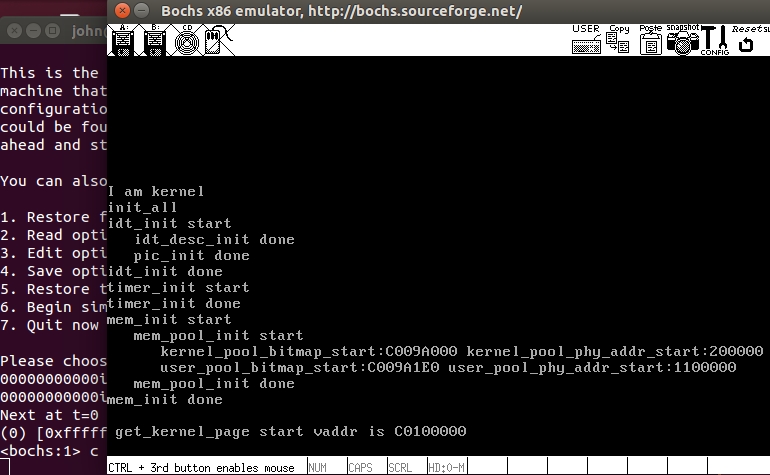 Bochs x86 emulator, http://bochs.sourceforge.net/
john@
A:
B:
CD
USER
Copy
Paste
snapshot
CONFIG
Reset
This is the
machine that
configuratio
could be fou
ahead and st
You can also
1. Restore f
2. Read opti
3. Edit opti
4. Save opti
5. Restore t
6. Begin sim
7. Quit now
Please choos
00000000000i
00000000000i
Next at t=0
(0) [0xfffff
<bochs:1> c
I am kernel
init_all
idt_init start
idt_desc_init done
pic_init done
idt_init done
timer_init start
timer_init done
mem_init start
mem_pool_init start
kernel_pool_bitmap_start:C009A000 kernel_pool_phy_addr_start:200000
user_pool_bitmap_start:C009A1E0 user_pool_phy_addr_start:1100000
mem_pool_init done
mem_init done
get_kernel_page start vaddr is C0100000
CTRL + 3rd button enables mouse
NUM
CAPS
SCRL
HD:0-M